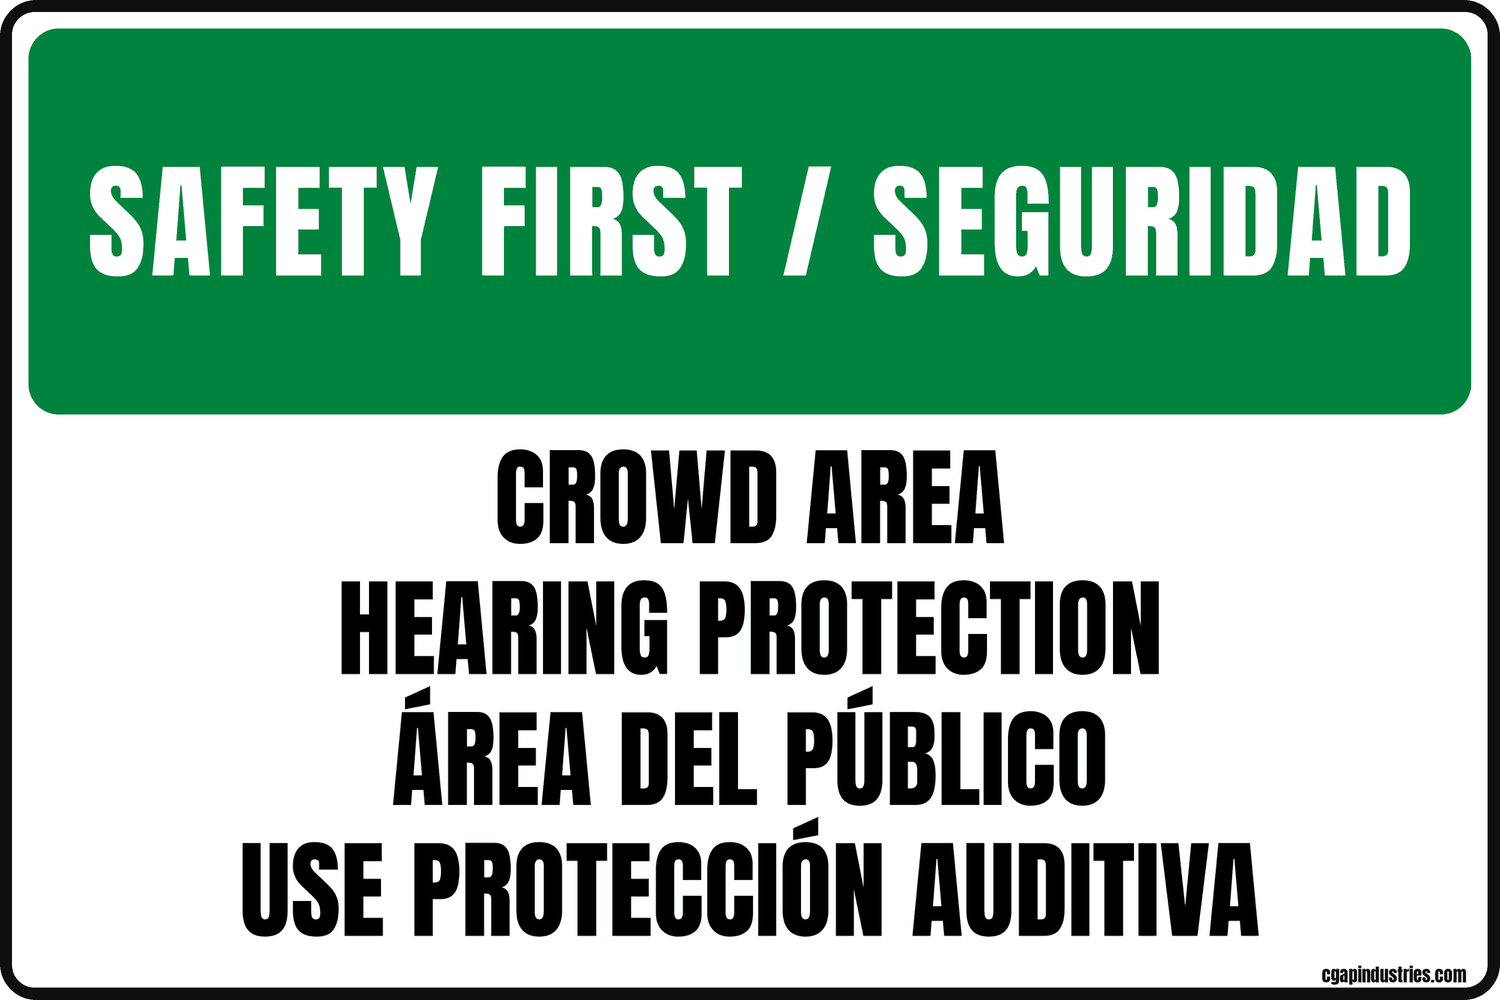 SAFETY FIRST / SEGURIDAD
CROWD AREA
HEARING PROTECTION
ÁREA DEL PÚBLICO
USE PROTECCIÓN AUDITIVA
cgapindustries.com